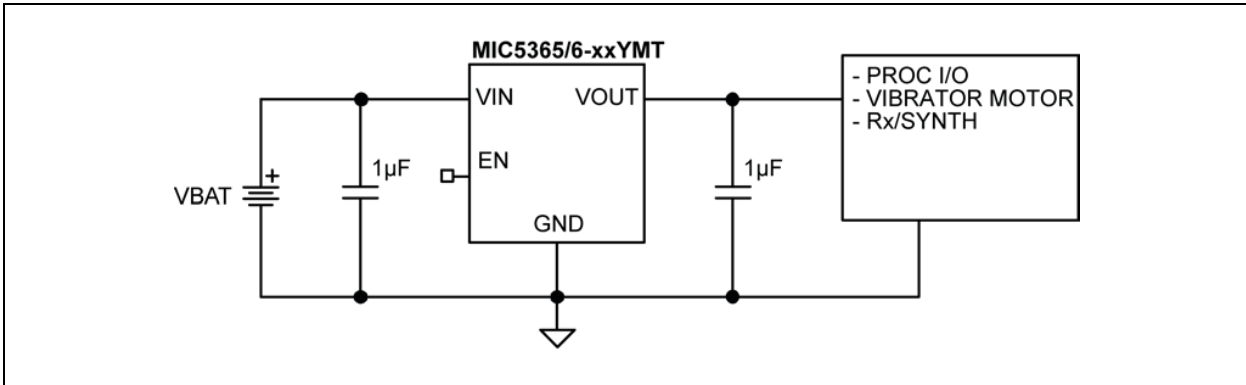 MIC5365/6-xxYMT
VIN
VOUT
EN
GND
VBAT
+
1µF
1µF
- PROC I/O
- VIBRATOR MOTOR
- Rx/SYNTH